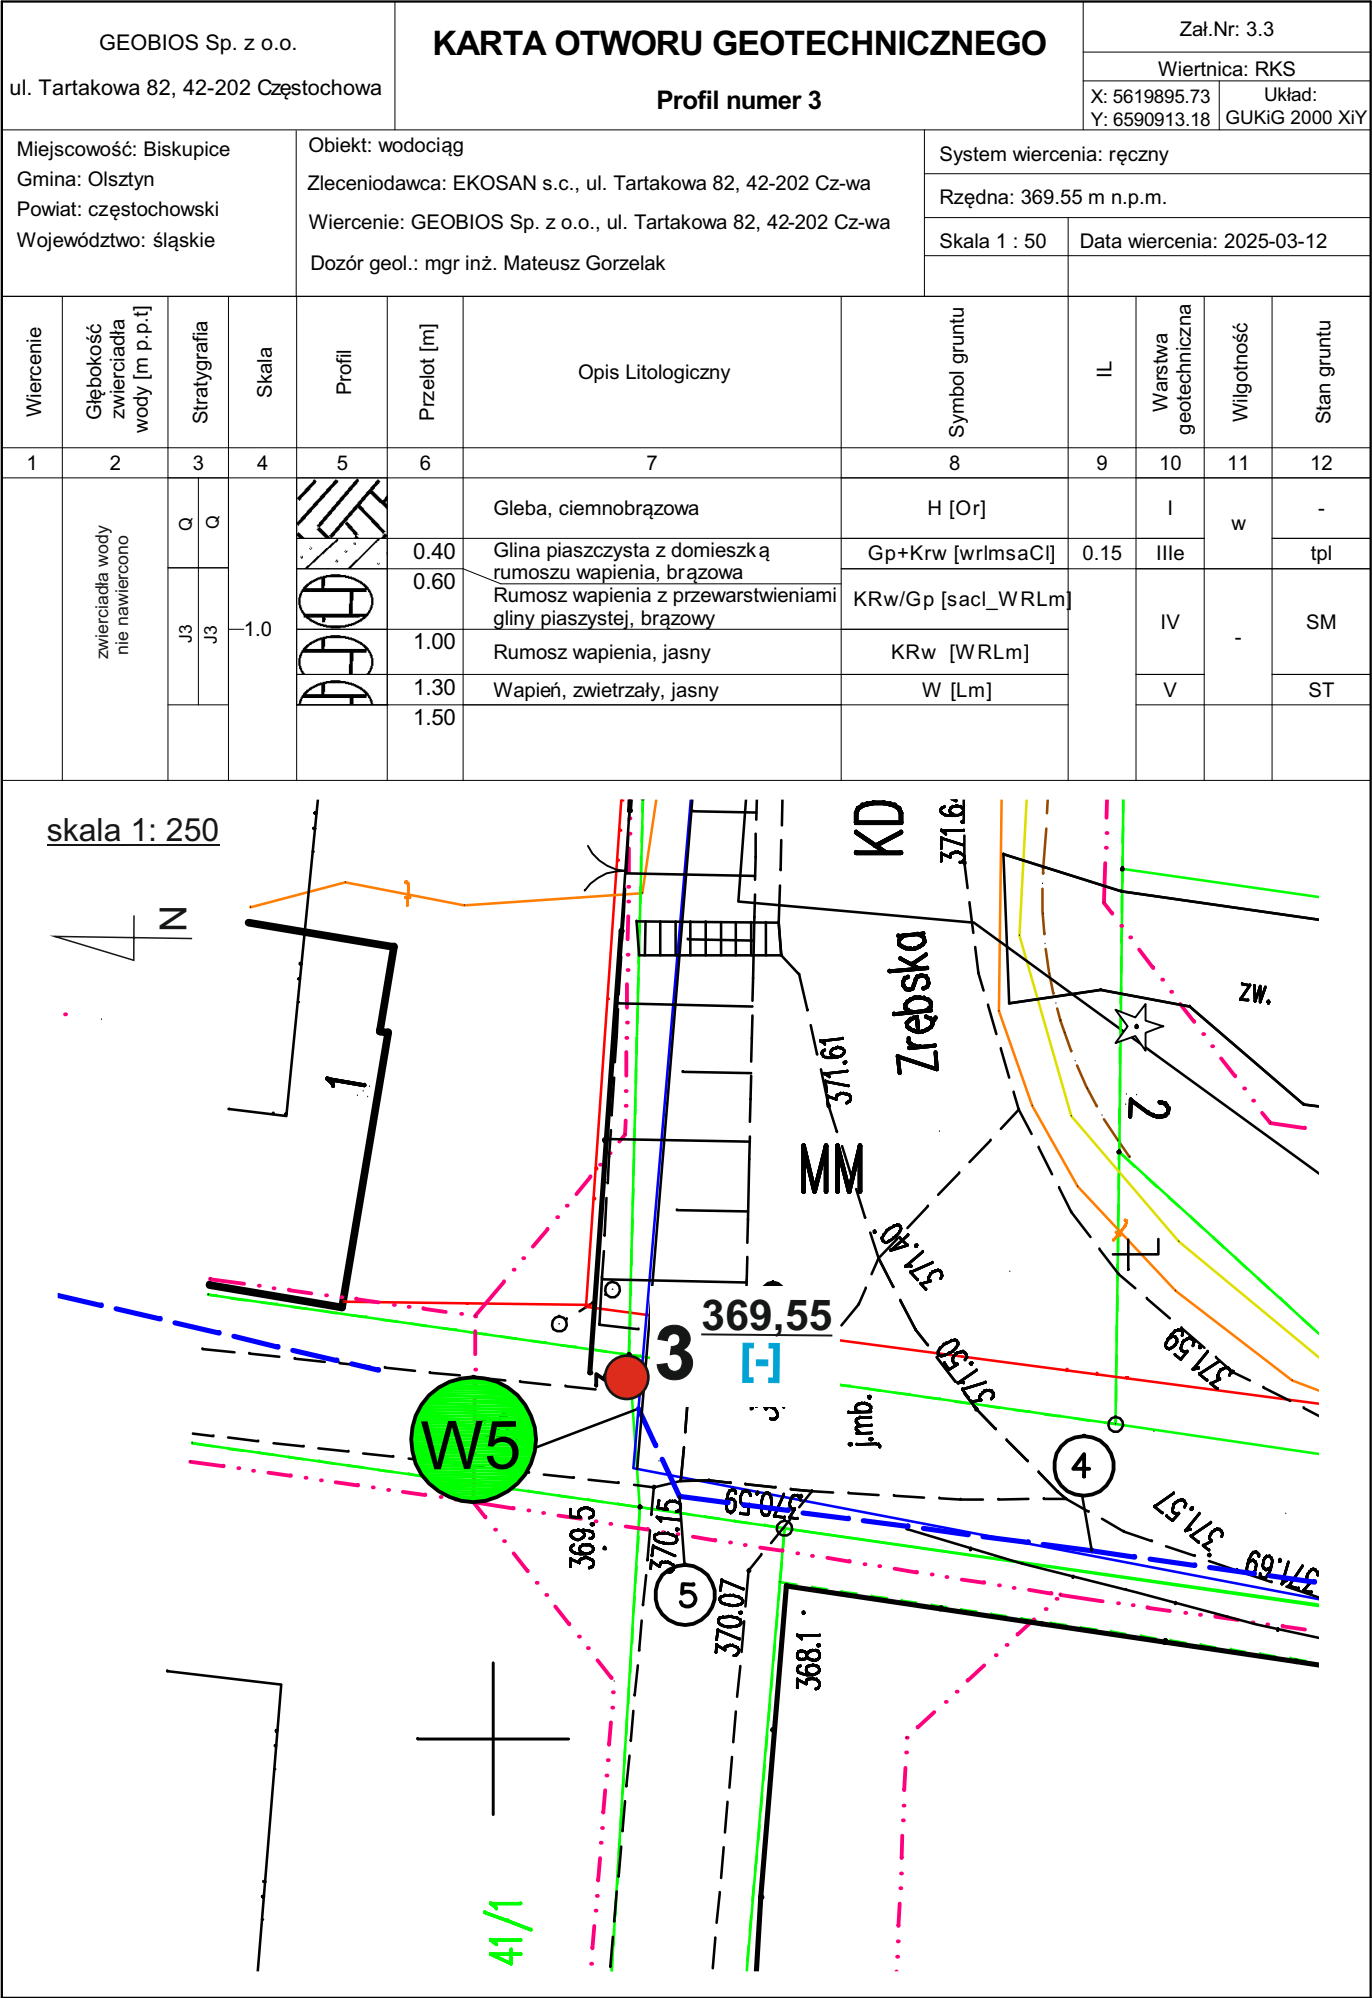 GEOBIOS Sp. z o.o.
ul. Tartakowa 82, 42-202 Częstochowa
KARTA OTWORU GEOTECHNICZNEGO
Profil numer 3
Zał.Nr: 3.3
Wiertnica: RKS
X: 5619895.73
Y: 6590913.18
Układ:
GUKiG 2000 XiY
Miejscowość: Biskupice
Gmina: Olsztyn
Powiat: częstochowski
Województwo: śląskie
Obiekt: wodociąg
Zleceniodawca: EKOSAN s.c., ul. Tartakowa 82, 42-202 Cz-wa
Wiercenie: GEOBIOS Sp. z o.o., ul. Tartakowa 82, 42-202 Cz-wa
Dozór geol.: mgr inż. Mateusz Gorzelak
System wiercenia: ręczny
Rzędna: 369.55 m n.p.m.
Skala 1 : 50
Data wiercenia: 2025-03-12
Wiercenie
Głębokość
zwierciadła
wody [m p.p.t]
Stratygrafia
Skala
Profil
Przelot [m]
Opis Litologiczny
Symbol gruntu
IL
Warstwa
geotechniczna
Wilgotność
Stan gruntu
1 2 3 4 5 6 7 8 9 10 11 12
zwierciadła wody
nie nawiercono
Q Q
J3 J3
1.0
Gleba, ciemnobrązowa
H [Or]
I
w
-
0.40
Glina piaszczysta z domieszką
rumoszu wapienia, brązowa
Gp+Krw [wrlmsaCl]
0.15
IIIe
tpl
0.60
Rumosz wapienia z przewarstwieniami
gliny piaszystej, brązowy
KRw/Gp [sacl_WRLm]
IV
-
SM
1.00
Rumosz wapienia, jasny
KRw [WRLm]
1.30
Wapień, zwietrzały, jasny
W [Lm]
V
ST
1.50
skala 1: 250
N
KD
371.6
Zrębska
zw.
1
371.61
2
MM
371.40
369,55
3
[-]
371.50
371.59
j.mb.
W5
4
370.59
371.57
369.5
370.15
371.69
5
370.07
368.1
41/1